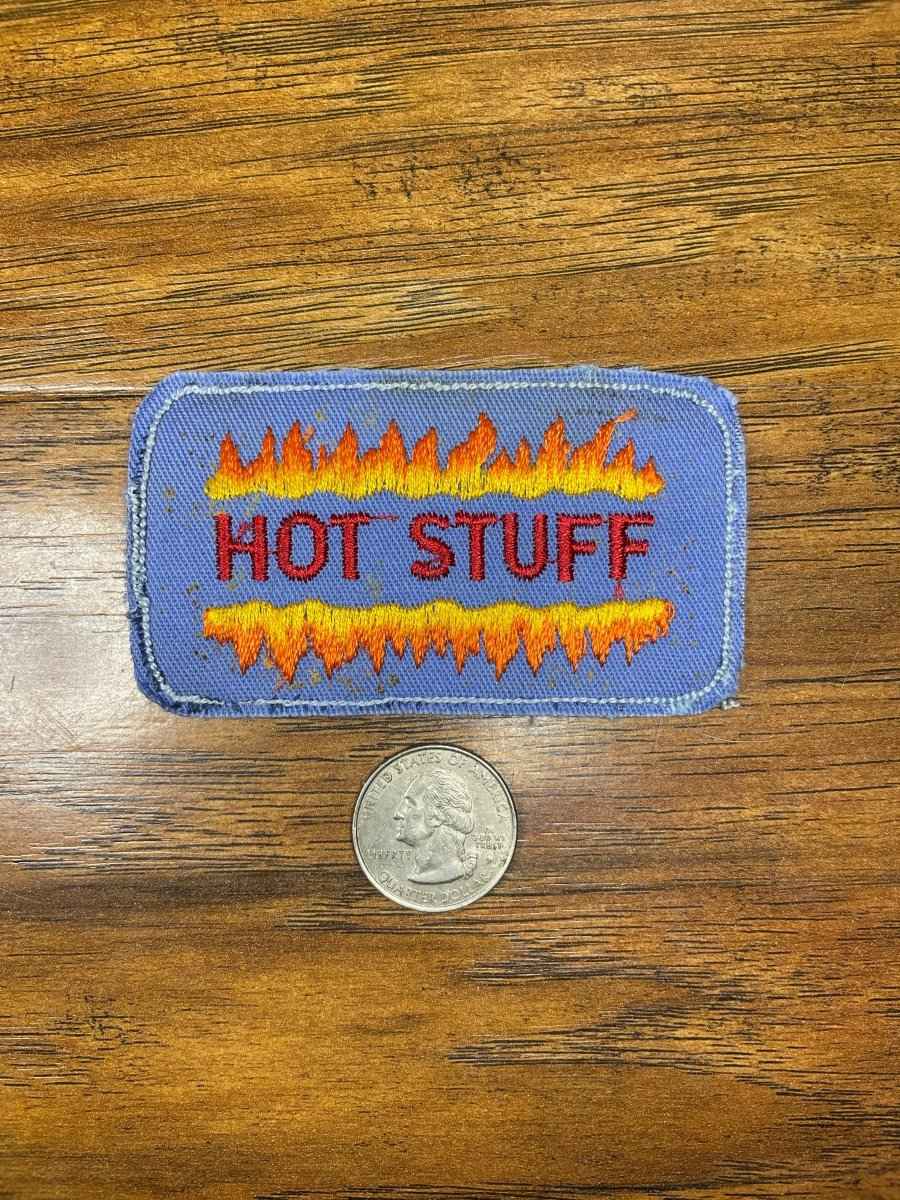 HOT STUFF
UNITED STATES OF AMERICA
LIBERTY
IN GOD WE
TRUST
QUARTER DOLLAR